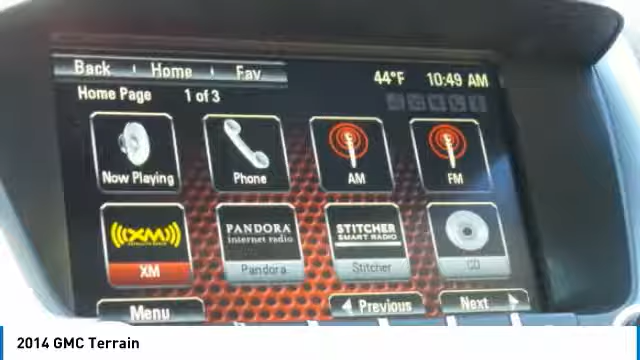 Back Home Fav 44°F 10:49 AM
Home Page 1 of 3
Now Playing Phone AM FM
XM PANDORA internet radio STITCHER SMART RADIO
XM Pandora Stitcher CD
Menu Previous Next
2014 GMC Terrain